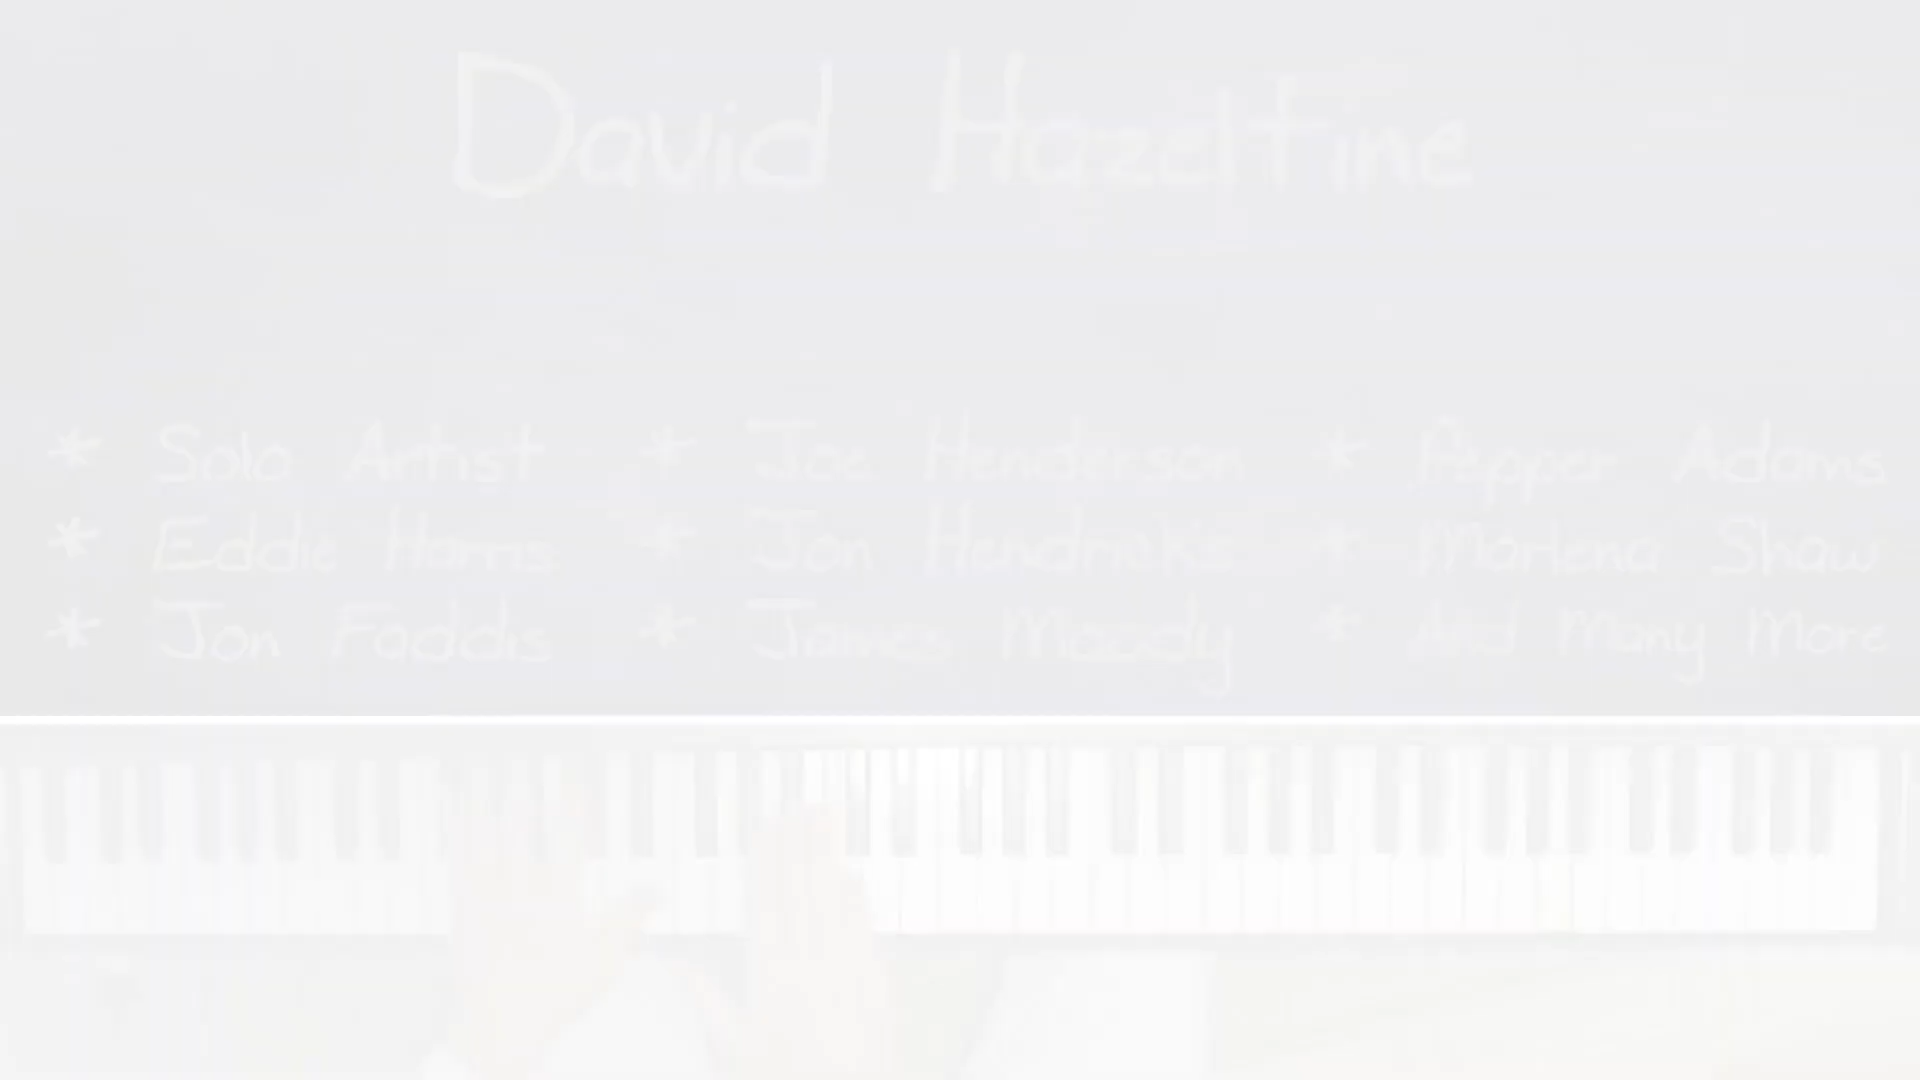 David Hazeltine
* Solo Artist * Joe Henderson * Pepper Adams
* Eddie Harris * Jon Hendricks * Marlena Shaw
* Jon Faddis * James Moody * And Many More